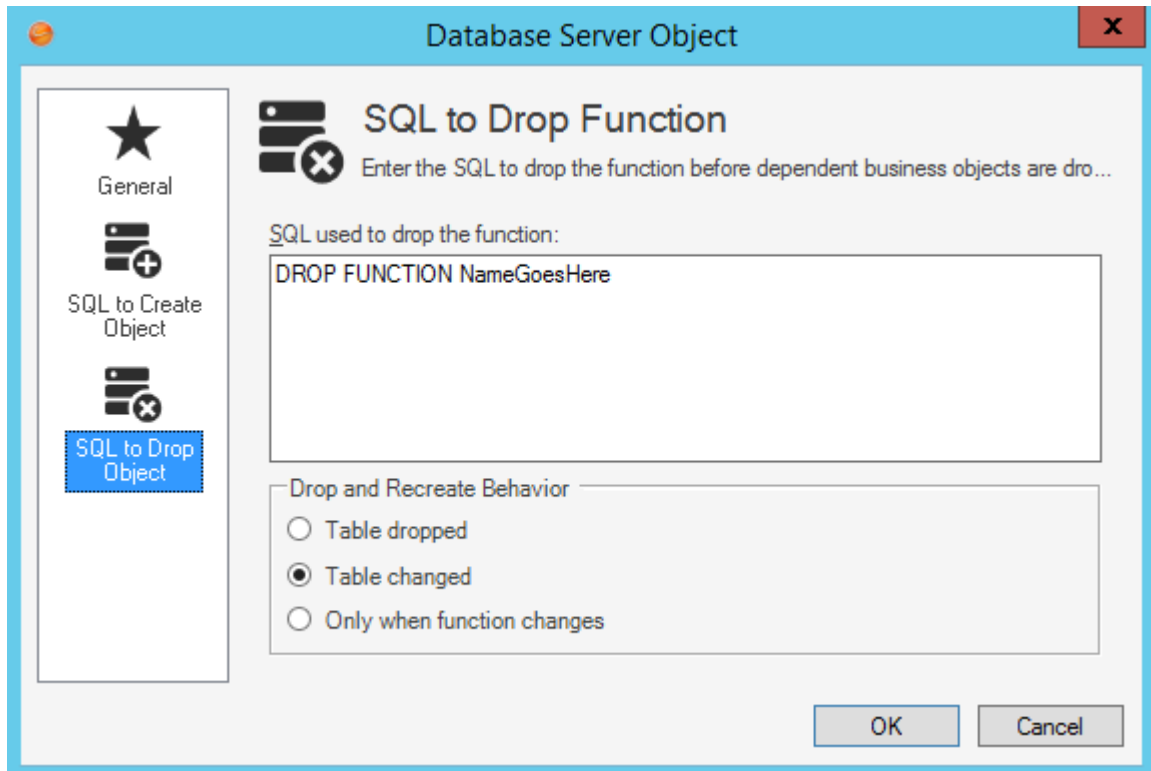 Database Server Object
x
General
SQL to Create
Object
SQL to Drop
Object
SQL to Drop Function
Enter the SQL to drop the function before dependent business objects are dro...
SQL used to drop the function:
DROP FUNCTION NameGoesHere
Drop and Recreate Behavior
Table dropped
Table changed
Only when function changes
OK
Cancel